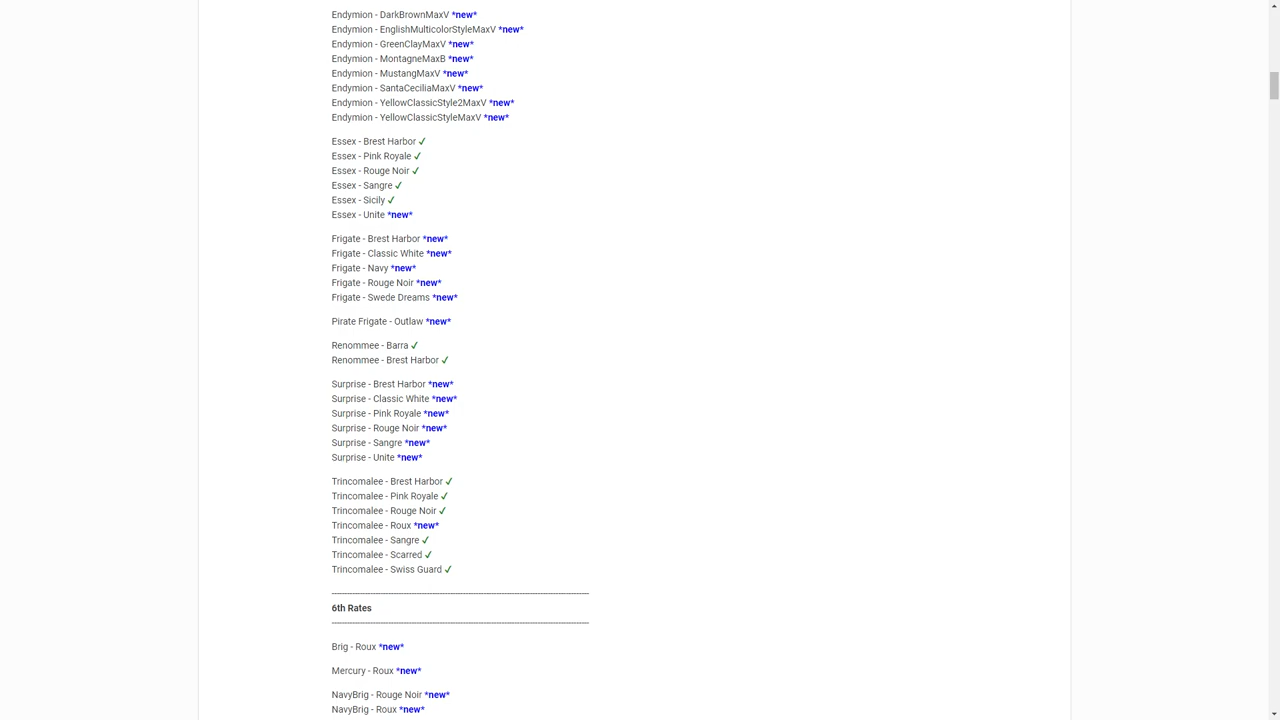 Endymion - DarkBrownMaxV *new*
Endymion - EnglishMulticolorStyleMaxV *new*
Endymion - GreenClayMaxV *new*
Endymion - MontagneMaxB *new*
Endymion - MustangMaxV *new*
Endymion - SantaCeciliaMaxV *new*
Endymion - YellowClassicStyle2MaxV *new*
Endymion - YellowClassicStyleMaxV *new*
Essex - Brest Harbor ✓
Essex - Pink Royale ✓
Essex - Rouge Noir ✓
Essex - Sangre ✓
Essex - Sicily ✓
Essex - Unite *new*
Frigate - Brest Harbor *new*
Frigate - Classic White *new*
Frigate - Navy *new*
Frigate - Rouge Noir *new*
Frigate - Swede Dreams *new*
Pirate Frigate - Outlaw *new*
Renommee - Barra ✓
Renommee - Brest Harbor ✓
Surprise - Brest Harbor *new*
Surprise - Classic White *new*
Surprise - Pink Royale *new*
Surprise - Rouge Noir *new*
Surprise - Sangre *new*
Surprise - Unite *new*
Trincomalee - Brest Harbor ✓
Trincomalee - Pink Royale ✓
Trincomalee - Rouge Noir ✓
Trincomalee - Roux *new*
Trincomalee - Sangre ✓
Trincomalee - Scarred ✓
Trincomalee - Swiss Guard ✓
6th Rates
Brig - Roux *new*
Mercury - Roux *new*
NavyBrig - Rouge Noir *new*
NavyBrig - Roux *new*